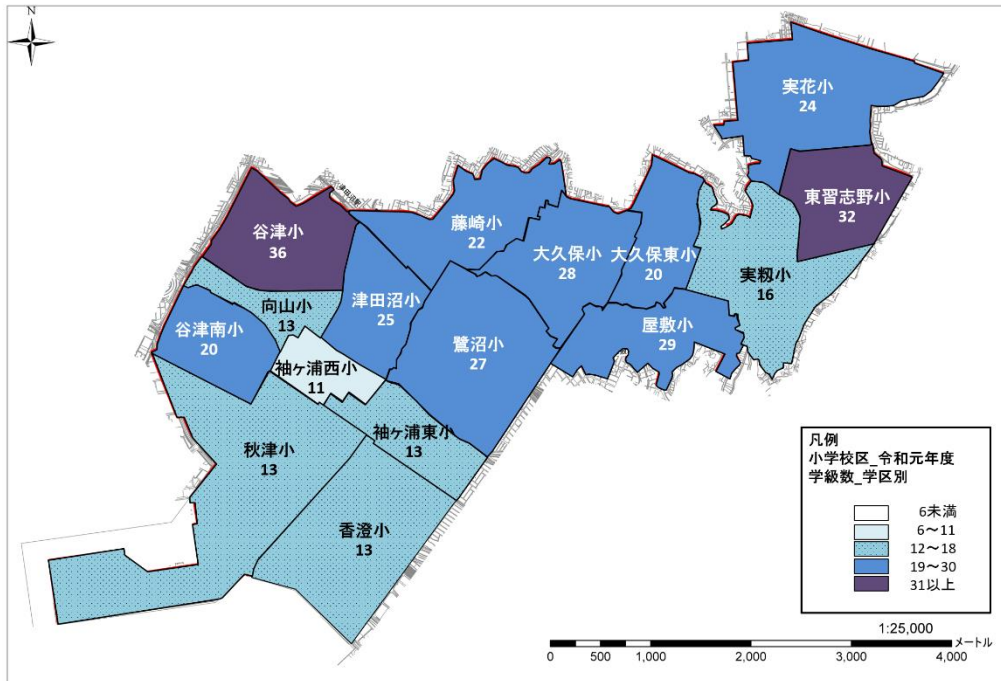 N
実花小
24
東習志野小
32
津田沼駅
谷津小
36
藤崎小
22
大久保小
28
大久保東小
20
実籾小
16
向山小
13
津田沼小
25
谷津南小
20
鷺沼小
27
屋敷小
29
袖ヶ浦西小
11
袖ヶ浦東小
13
秋津小
13
香澄小
13
凡例
小学校区_令和元年度
学級数_学区別
6未満
6～11
12～18
19～30
31以上
1:25,000
メートル
0 500 1,000 2,000 3,000 4,000